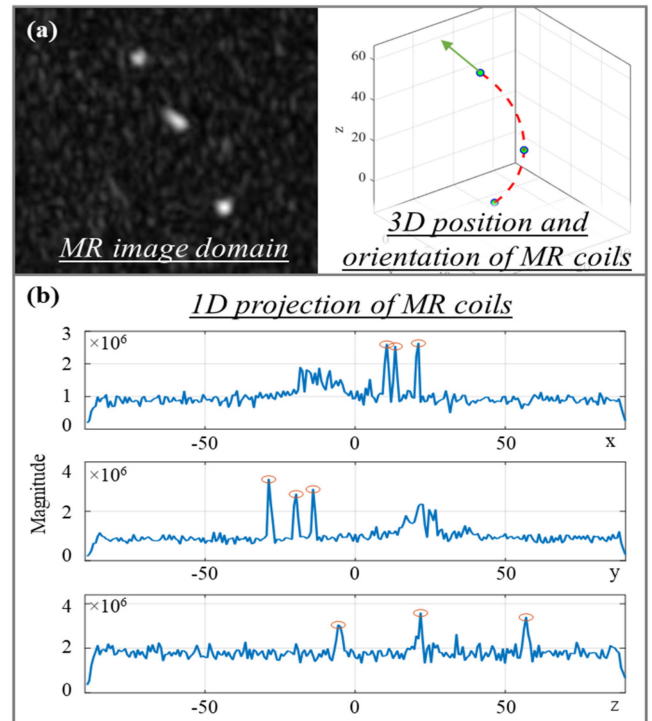 (a)
MR image domain
60
40
20
0
z
3D position and
orientation of MR coils
(b)
1D projection of MR coils
3
×10⁶
2
1
0
-50 0 50 x
Magnitude
4
×10⁶
2
0
-50 0 50 y
4
×10⁶
2
0
-50 0 50 z